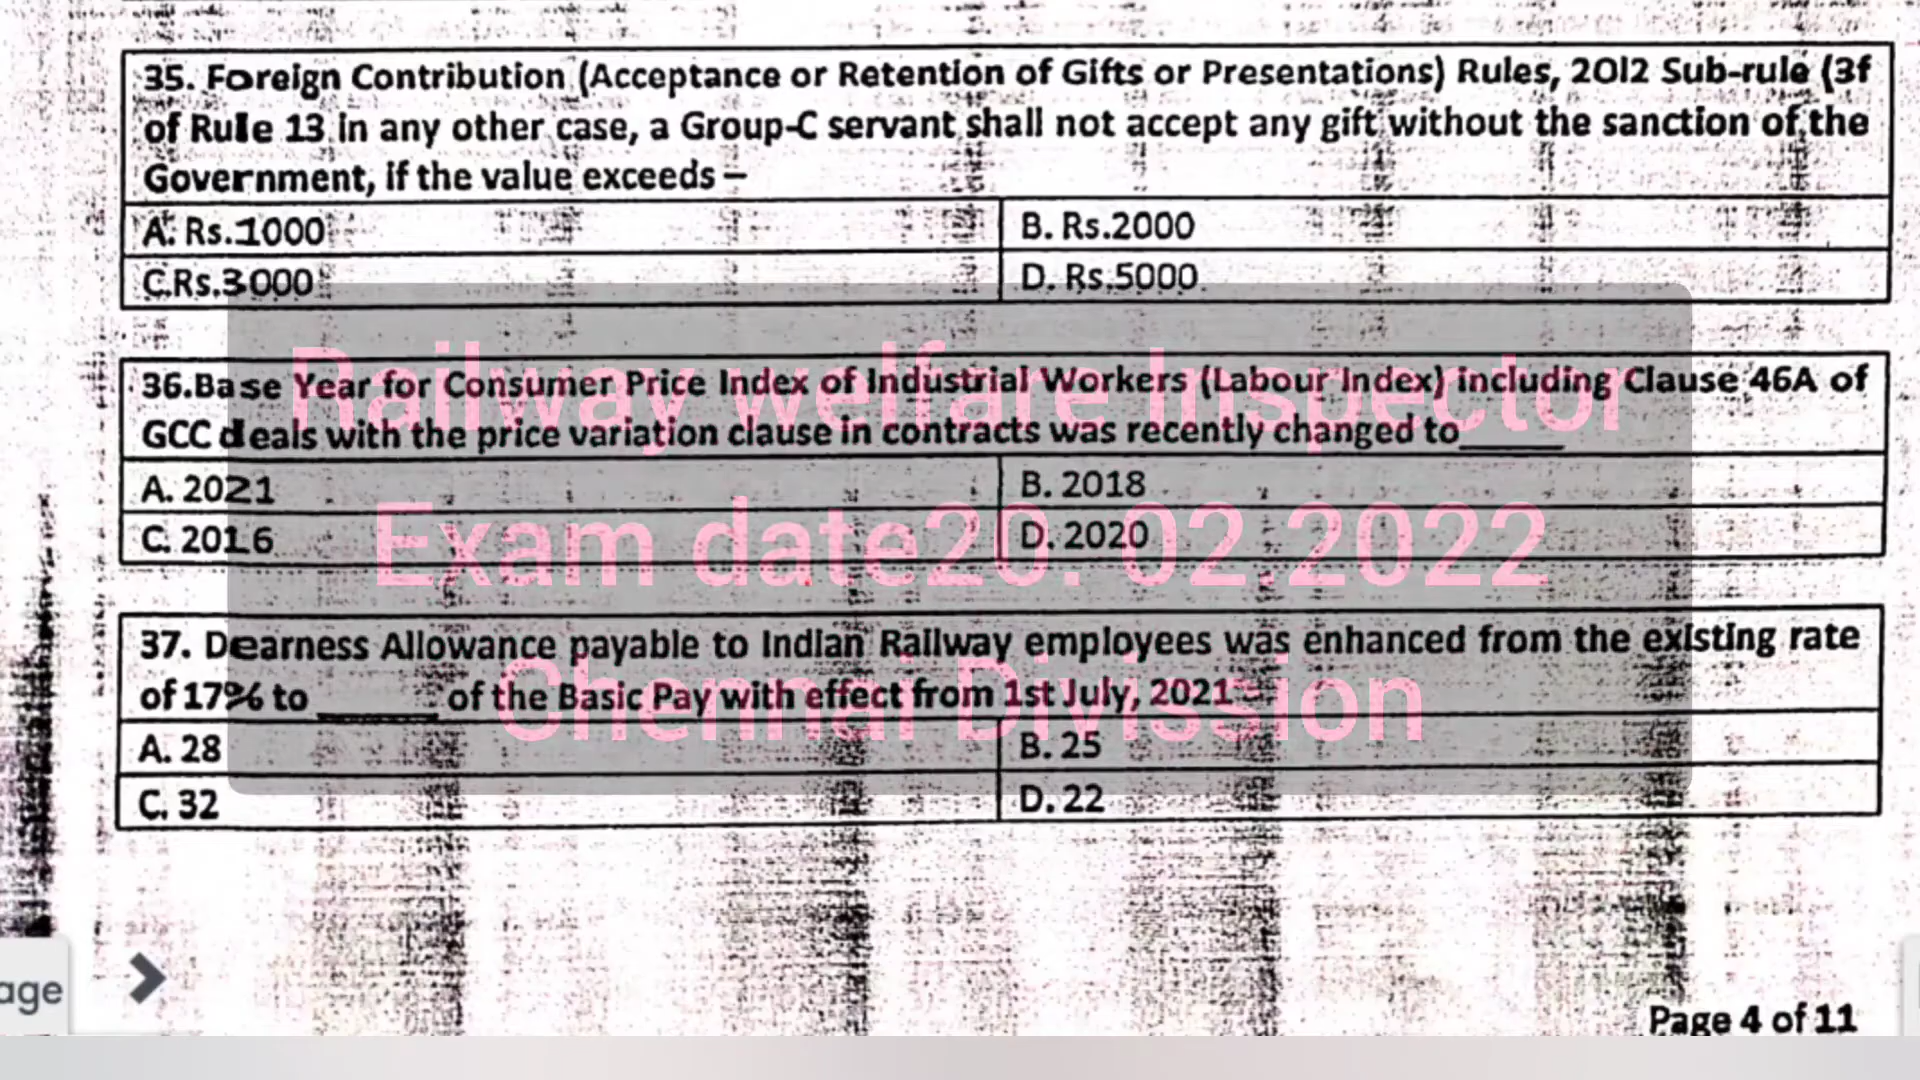 35. Foreign Contribution (Acceptance or Retention of Gifts or Presentations) Rules, 2012 Sub-rule (3f
of Rule 13 in any other case, a Group-C servant shall not accept any gift without the sanction of the
Government, if the value exceeds –
A. Rs.1000
B. Rs.2000
C.Rs.3000
D. Rs.5000
36.Base Year for Consumer Price Index of Industrial Workers (Labour Index) including Clause 46A of
GCC deals with the price variation clause in contracts was recently changed to______
A. 2021
B. 2018
C. 2016
D. 2020
37. Dearness Allowance payable to Indian Railway employees was enhanced from the existing rate
of 17% to _______ of the Basic Pay with effect from 1st July, 2021
A. 28
B. 25
C. 32
D. 22
Railway welfare Inspector
Exam date20. 02.2022
Chennai Divission
age
Page 4 of 11